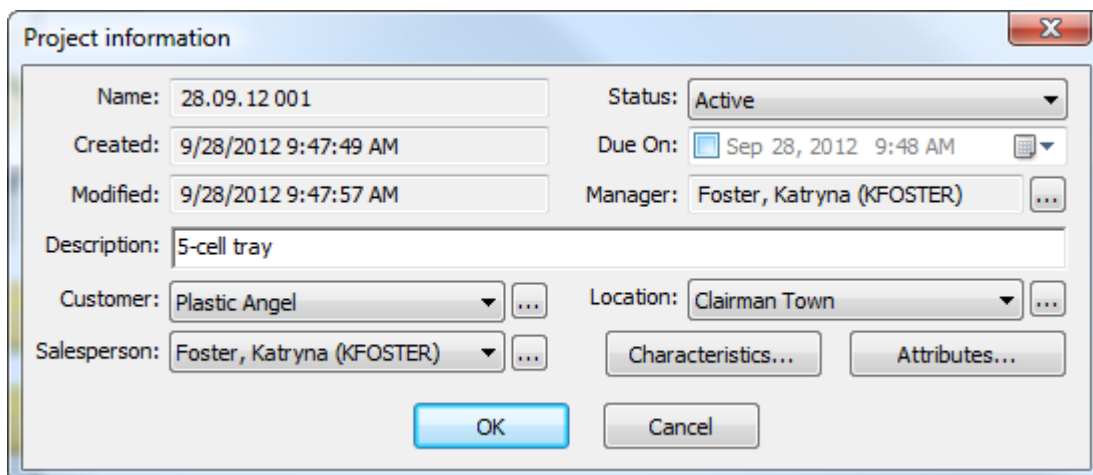 Project information
Name: 28.09.12 001 Status: Active
Created: 9/28/2012 9:47:49 AM Due On: Sep 28, 2012 9:48 AM
Modified: 9/28/2012 9:47:57 AM Manager: Foster, Katryna (KFOSTER) ...
Description: 5-cell tray
Customer: Plastic Angel ... Location: Clairman Town ...
Salesperson: Foster, Katryna (KFOSTER) ... Characteristics... Attributes...
OK Cancel